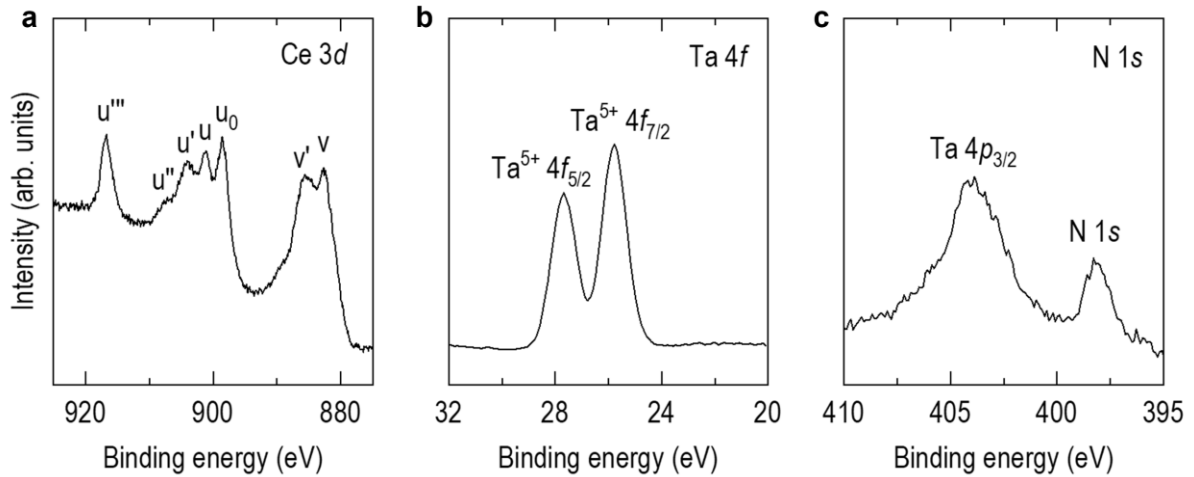 a
Ce 3d
u'''
u''
u'
u
u₀
v'
v
Intensity (arb. units)
920
900
880
Binding energy (eV)
b
Ta 4f
Ta⁵⁺ 4f₅/₂
Ta⁵⁺ 4f₇/₂
32
28
24
20
Binding energy (eV)
c
N 1s
Ta 4p₃/₂
N 1s
410
405
400
395
Binding energy (eV)